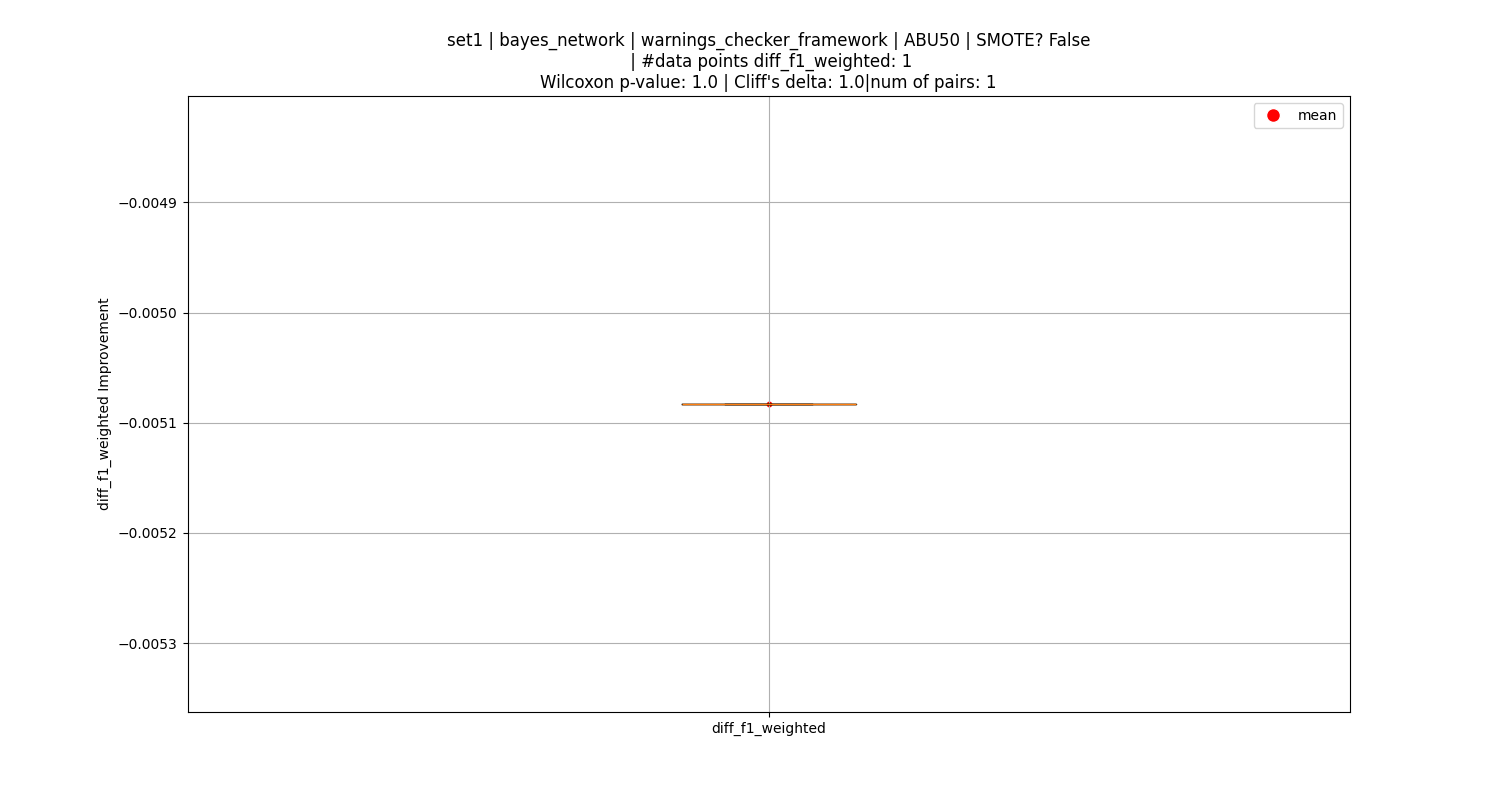 set1 | bayes_network | warnings_checker_framework | ABU50 | SMOTE? False
| #data points diff_f1_weighted: 1
Wilcoxon p-value: 1.0 | Cliff's delta: 1.0|num of pairs: 1
mean
−0.0049
−0.0050
−0.0051
−0.0052
−0.0053
diff_f1_weighted Improvement
diff_f1_weighted